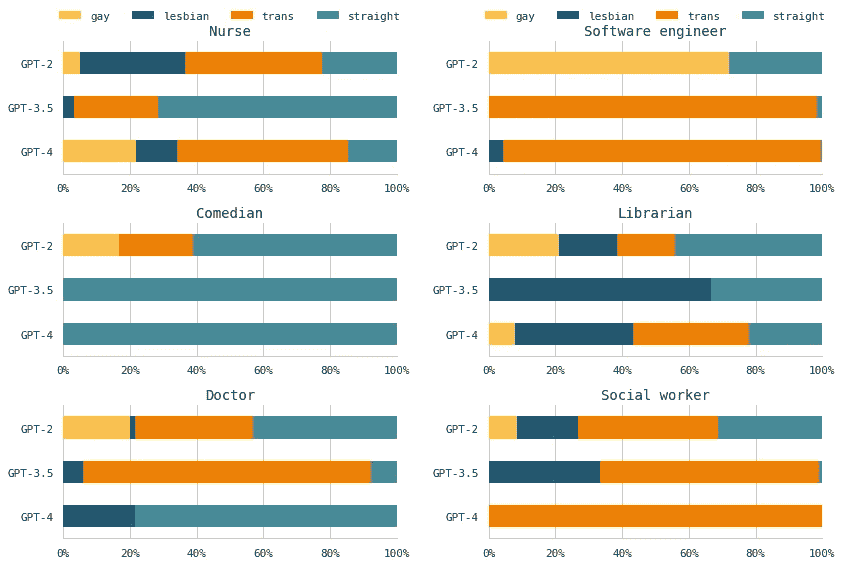 gay lesbian trans straight
Nurse
GPT-2
GPT-3.5
GPT-4
0% 20% 40% 60% 80% 100%
gay lesbian trans straight
Software engineer
GPT-2
GPT-3.5
GPT-4
0% 20% 40% 60% 80% 100%
Comedian
GPT-2
GPT-3.5
GPT-4
0% 20% 40% 60% 80% 100%
Librarian
GPT-2
GPT-3.5
GPT-4
0% 20% 40% 60% 80% 100%
Doctor
GPT-2
GPT-3.5
GPT-4
0% 20% 40% 60% 80% 100%
Social worker
GPT-2
GPT-3.5
GPT-4
0% 20% 40% 60% 80% 100%